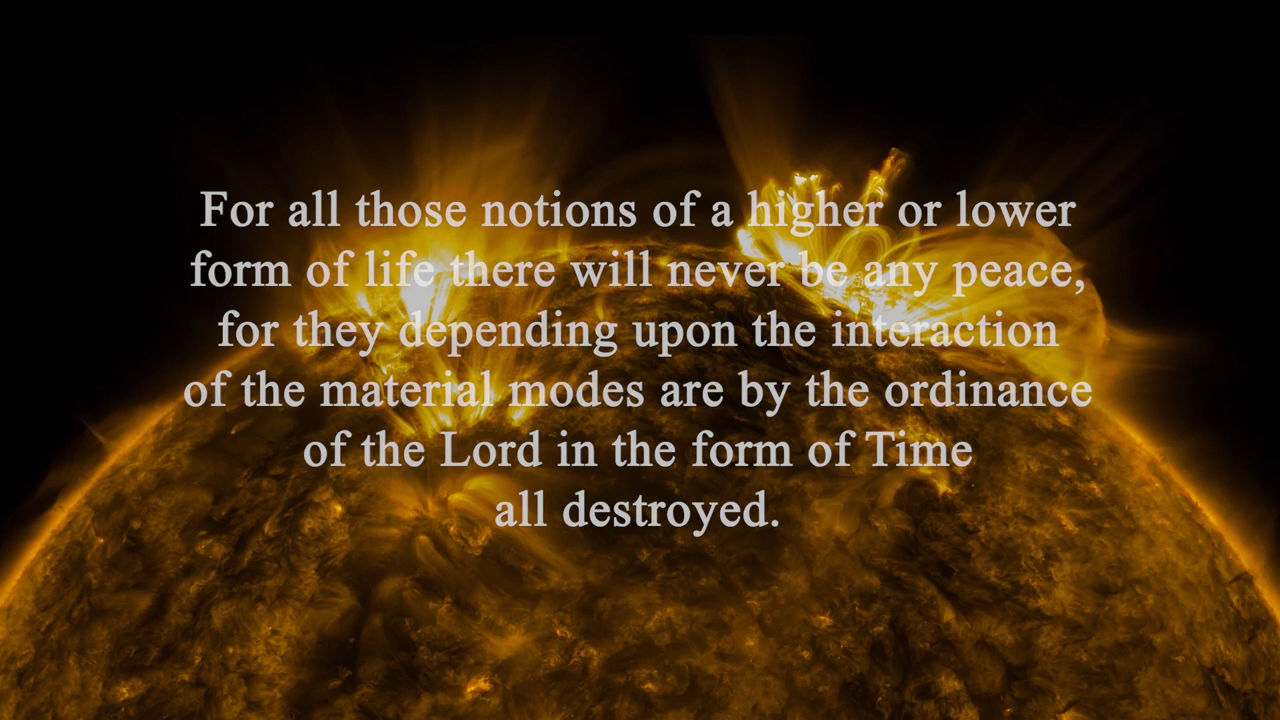 For all those notions of a higher or lower
form of life there will never be any peace,
for they depending upon the interaction
of the material modes are by the ordinance
of the Lord in the form of Time
all destroyed.